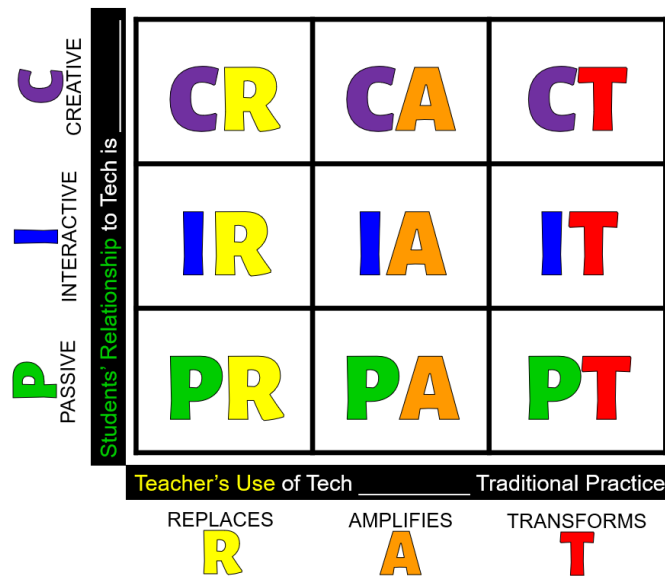 C
CREATIVE
I
INTERACTIVE
P
PASSIVE
Students' Relationship to Tech is __________
CR CA CT
IR IA IT
PR PA PT
Teacher's Use of Tech __________ Traditional Practice
REPLACES AMPLIFIES TRANSFORMS
R A T